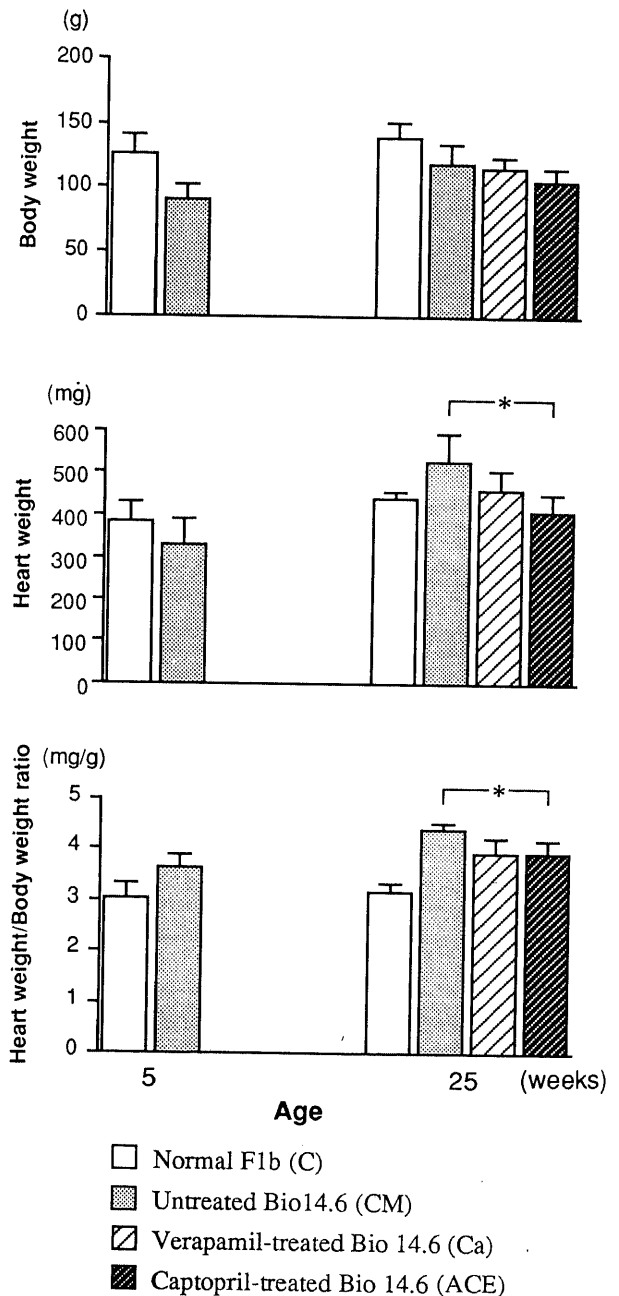 (g)
200
150
100
50
0
Body weight
(mg)
600
500
400
300
200
100
0
Heart weight
*
(mg/g)
5
4
3
2
1
0
Heart weight/Body weight ratio
*
5
25
(weeks)
Age
Normal F1b (C)
Untreated Bio14.6 (CM)
Verapamil-treated Bio 14.6 (Ca)
Captopril-treated Bio 14.6 (ACE)